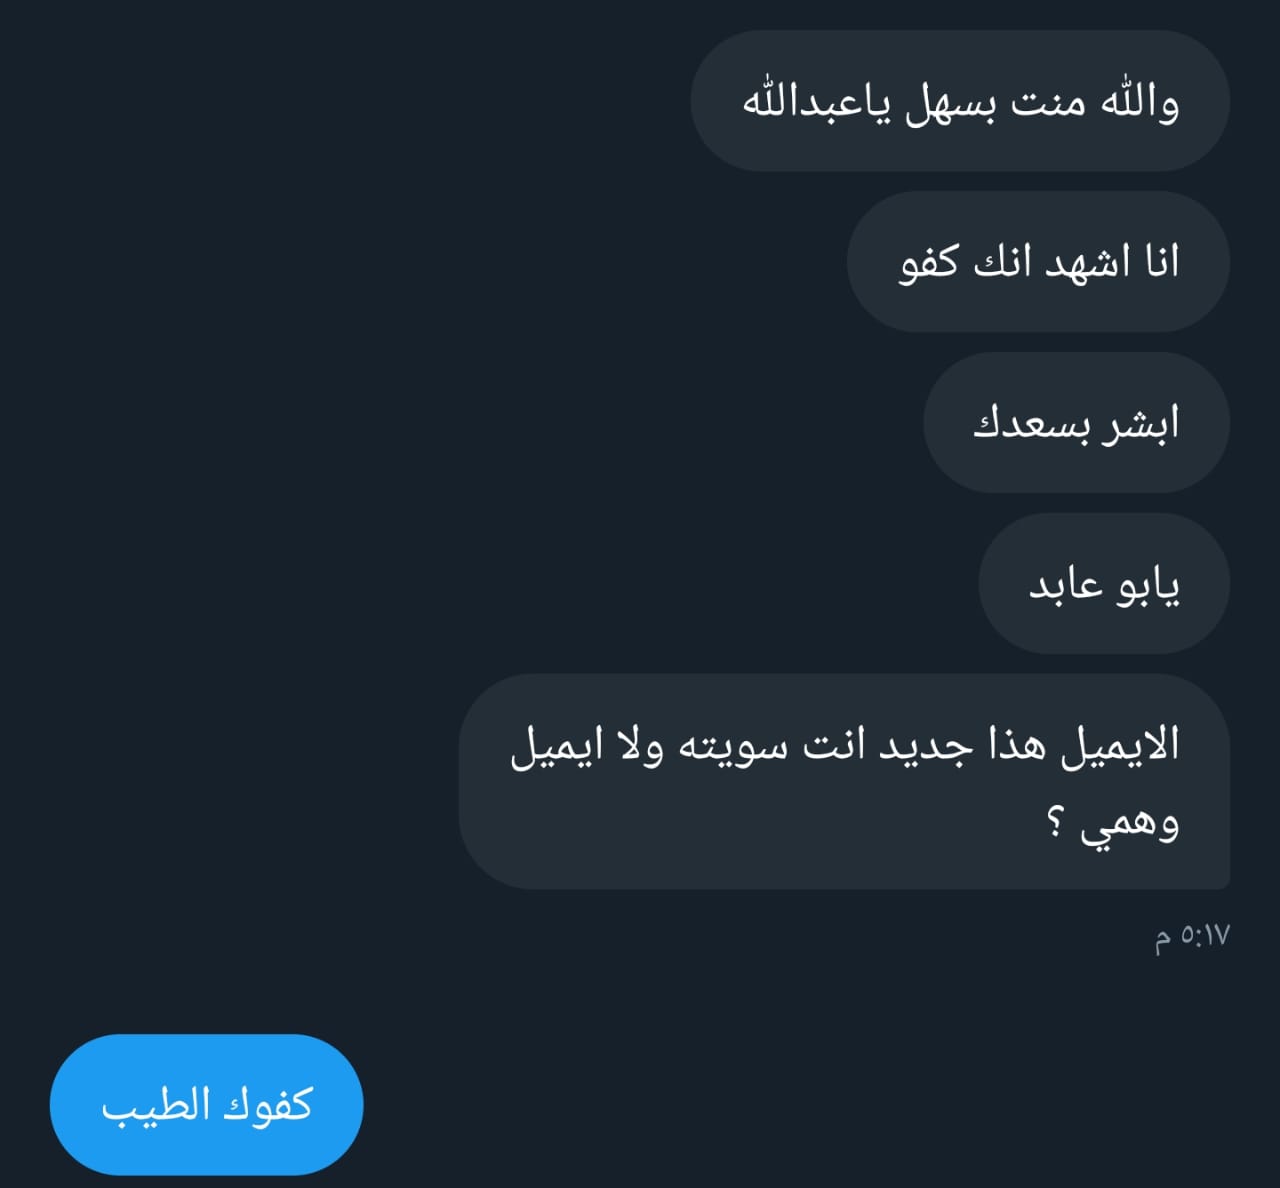 والله منت بسهل ياعبدالله
انا اشهد انك كفو
ابشر بسعدك
يابو عابد
الايميل هذا جديد انت سويته ولا ايميل
وهمي ؟
٥:١٧ م
كفوك الطيب